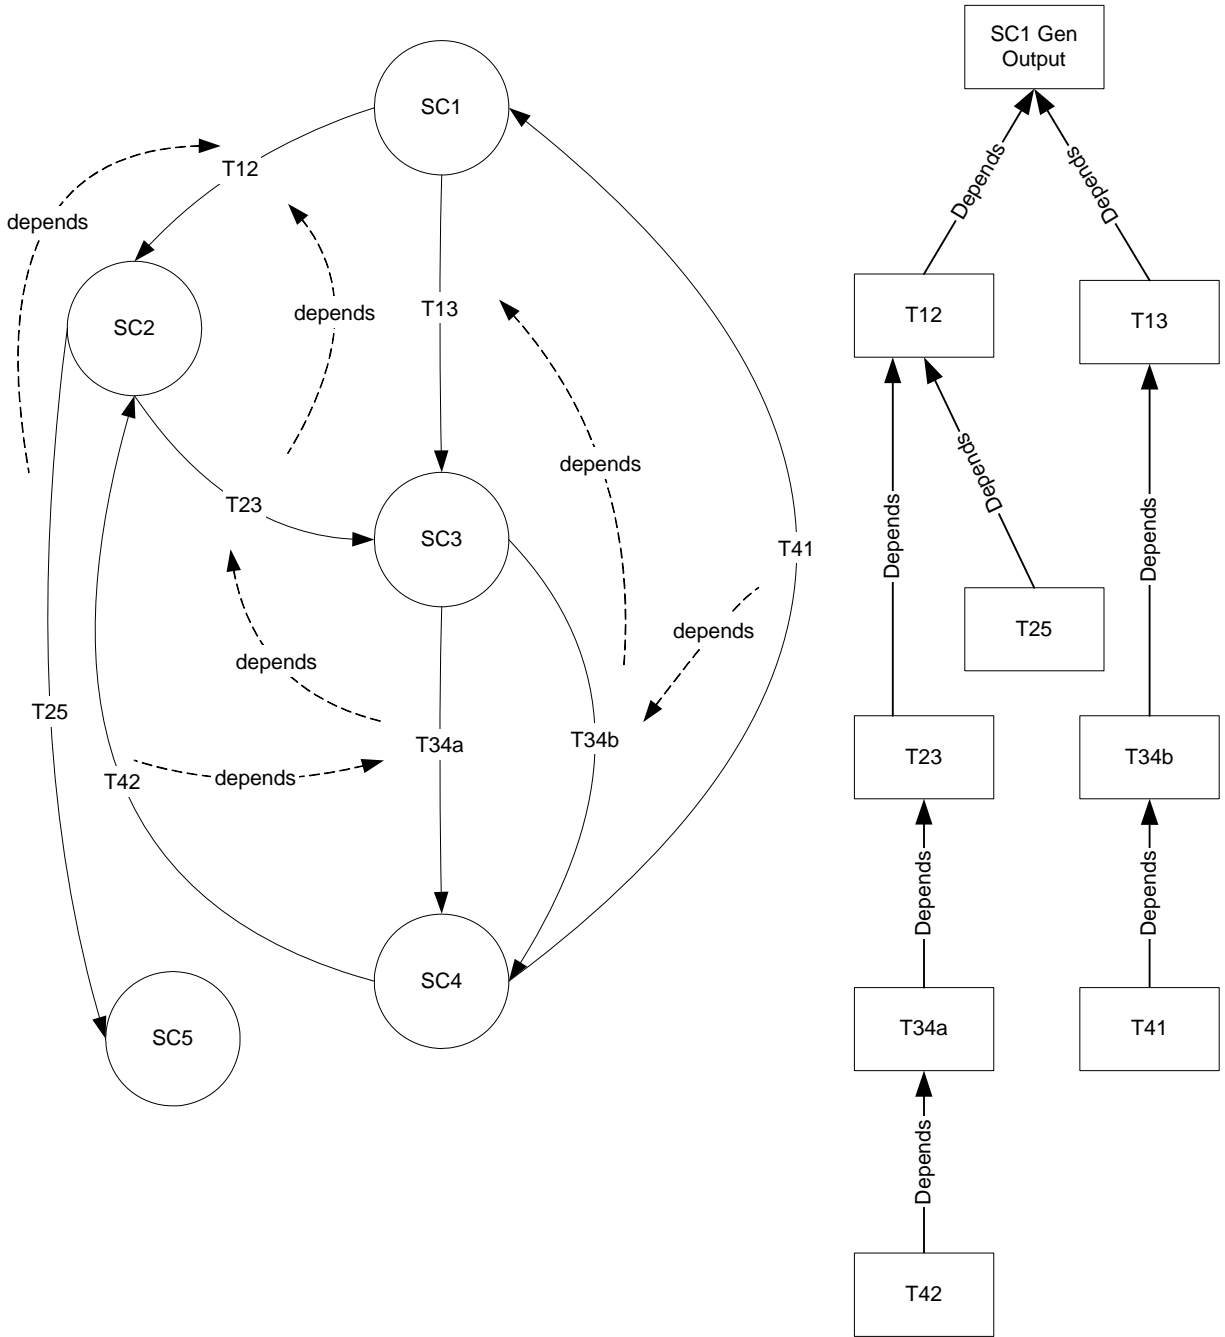 SC1 Gen
Output
SC1
T12
depends
SC2
depends
T13
SC3
T23
depends
T41
depends
depends
T25
T34a
T34b
T42
depends
SC4
SC5
Depends
Depends
T12
T13
Depends
Depends
Depends
T25
T23
T34b
Depends
Depends
T34a
T41
Depends
T42